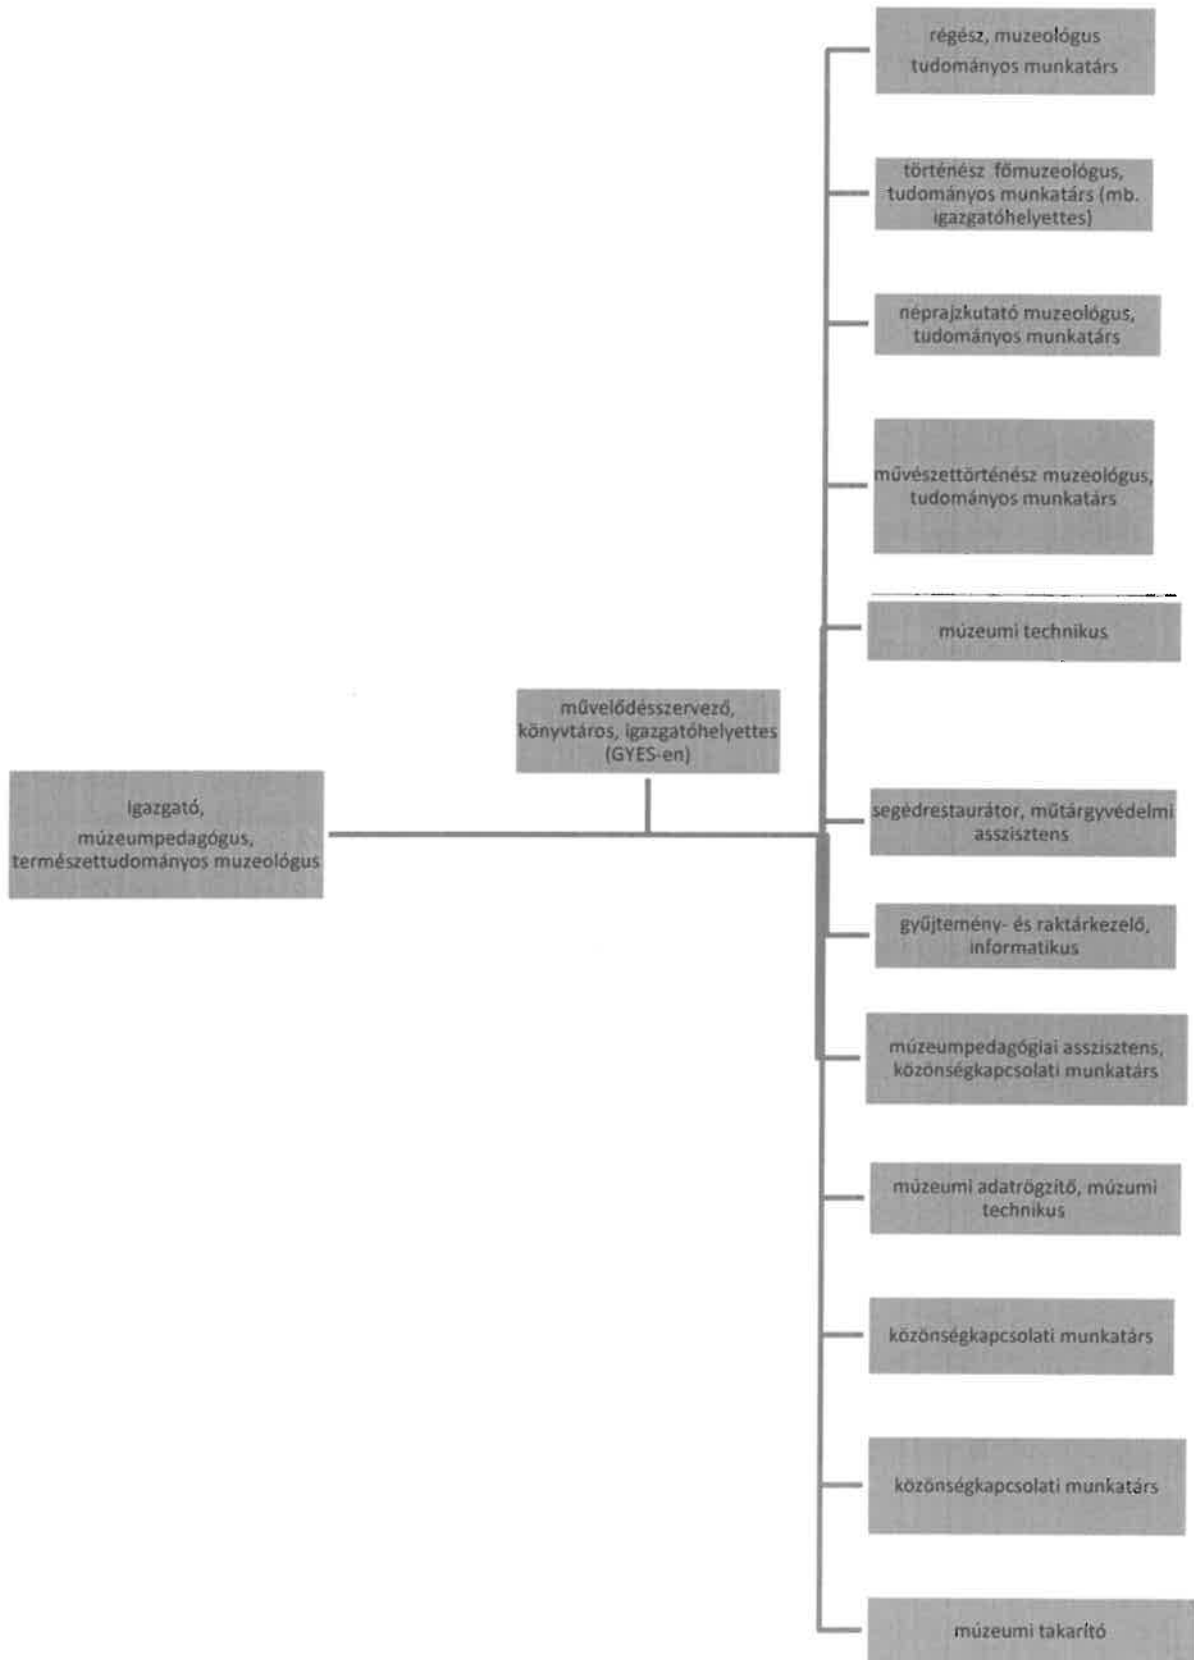 régész, muzeológus
tudományos munkatárs
történész főmuzeológus,
tudományos munkatárs (mb.
igazgatóhelyettes)
néprajzkutató muzeológus,
tudományos munkatárs
művészettörténész muzeológus,
tudományos munkatárs
múzeumi technikus
művelődésszervező,
könyvtáros, igazgatóhelyettes
(GYES-en)
Igazgató,
múzeumpedagógus,
természettudományos muzeológus
segédrestaurátor, műtárgyvédelmi
asszisztens
gyűjtemény- és raktárkezelő,
informatikus
múzeumpedagógiai asszisztens,
közönségkapcsolati munkatárs
múzeumi adatrögzítő, múzumi
technikus
közönségkapcsolati munkatárs
közönségkapcsolati munkatárs
múzeumi takarító